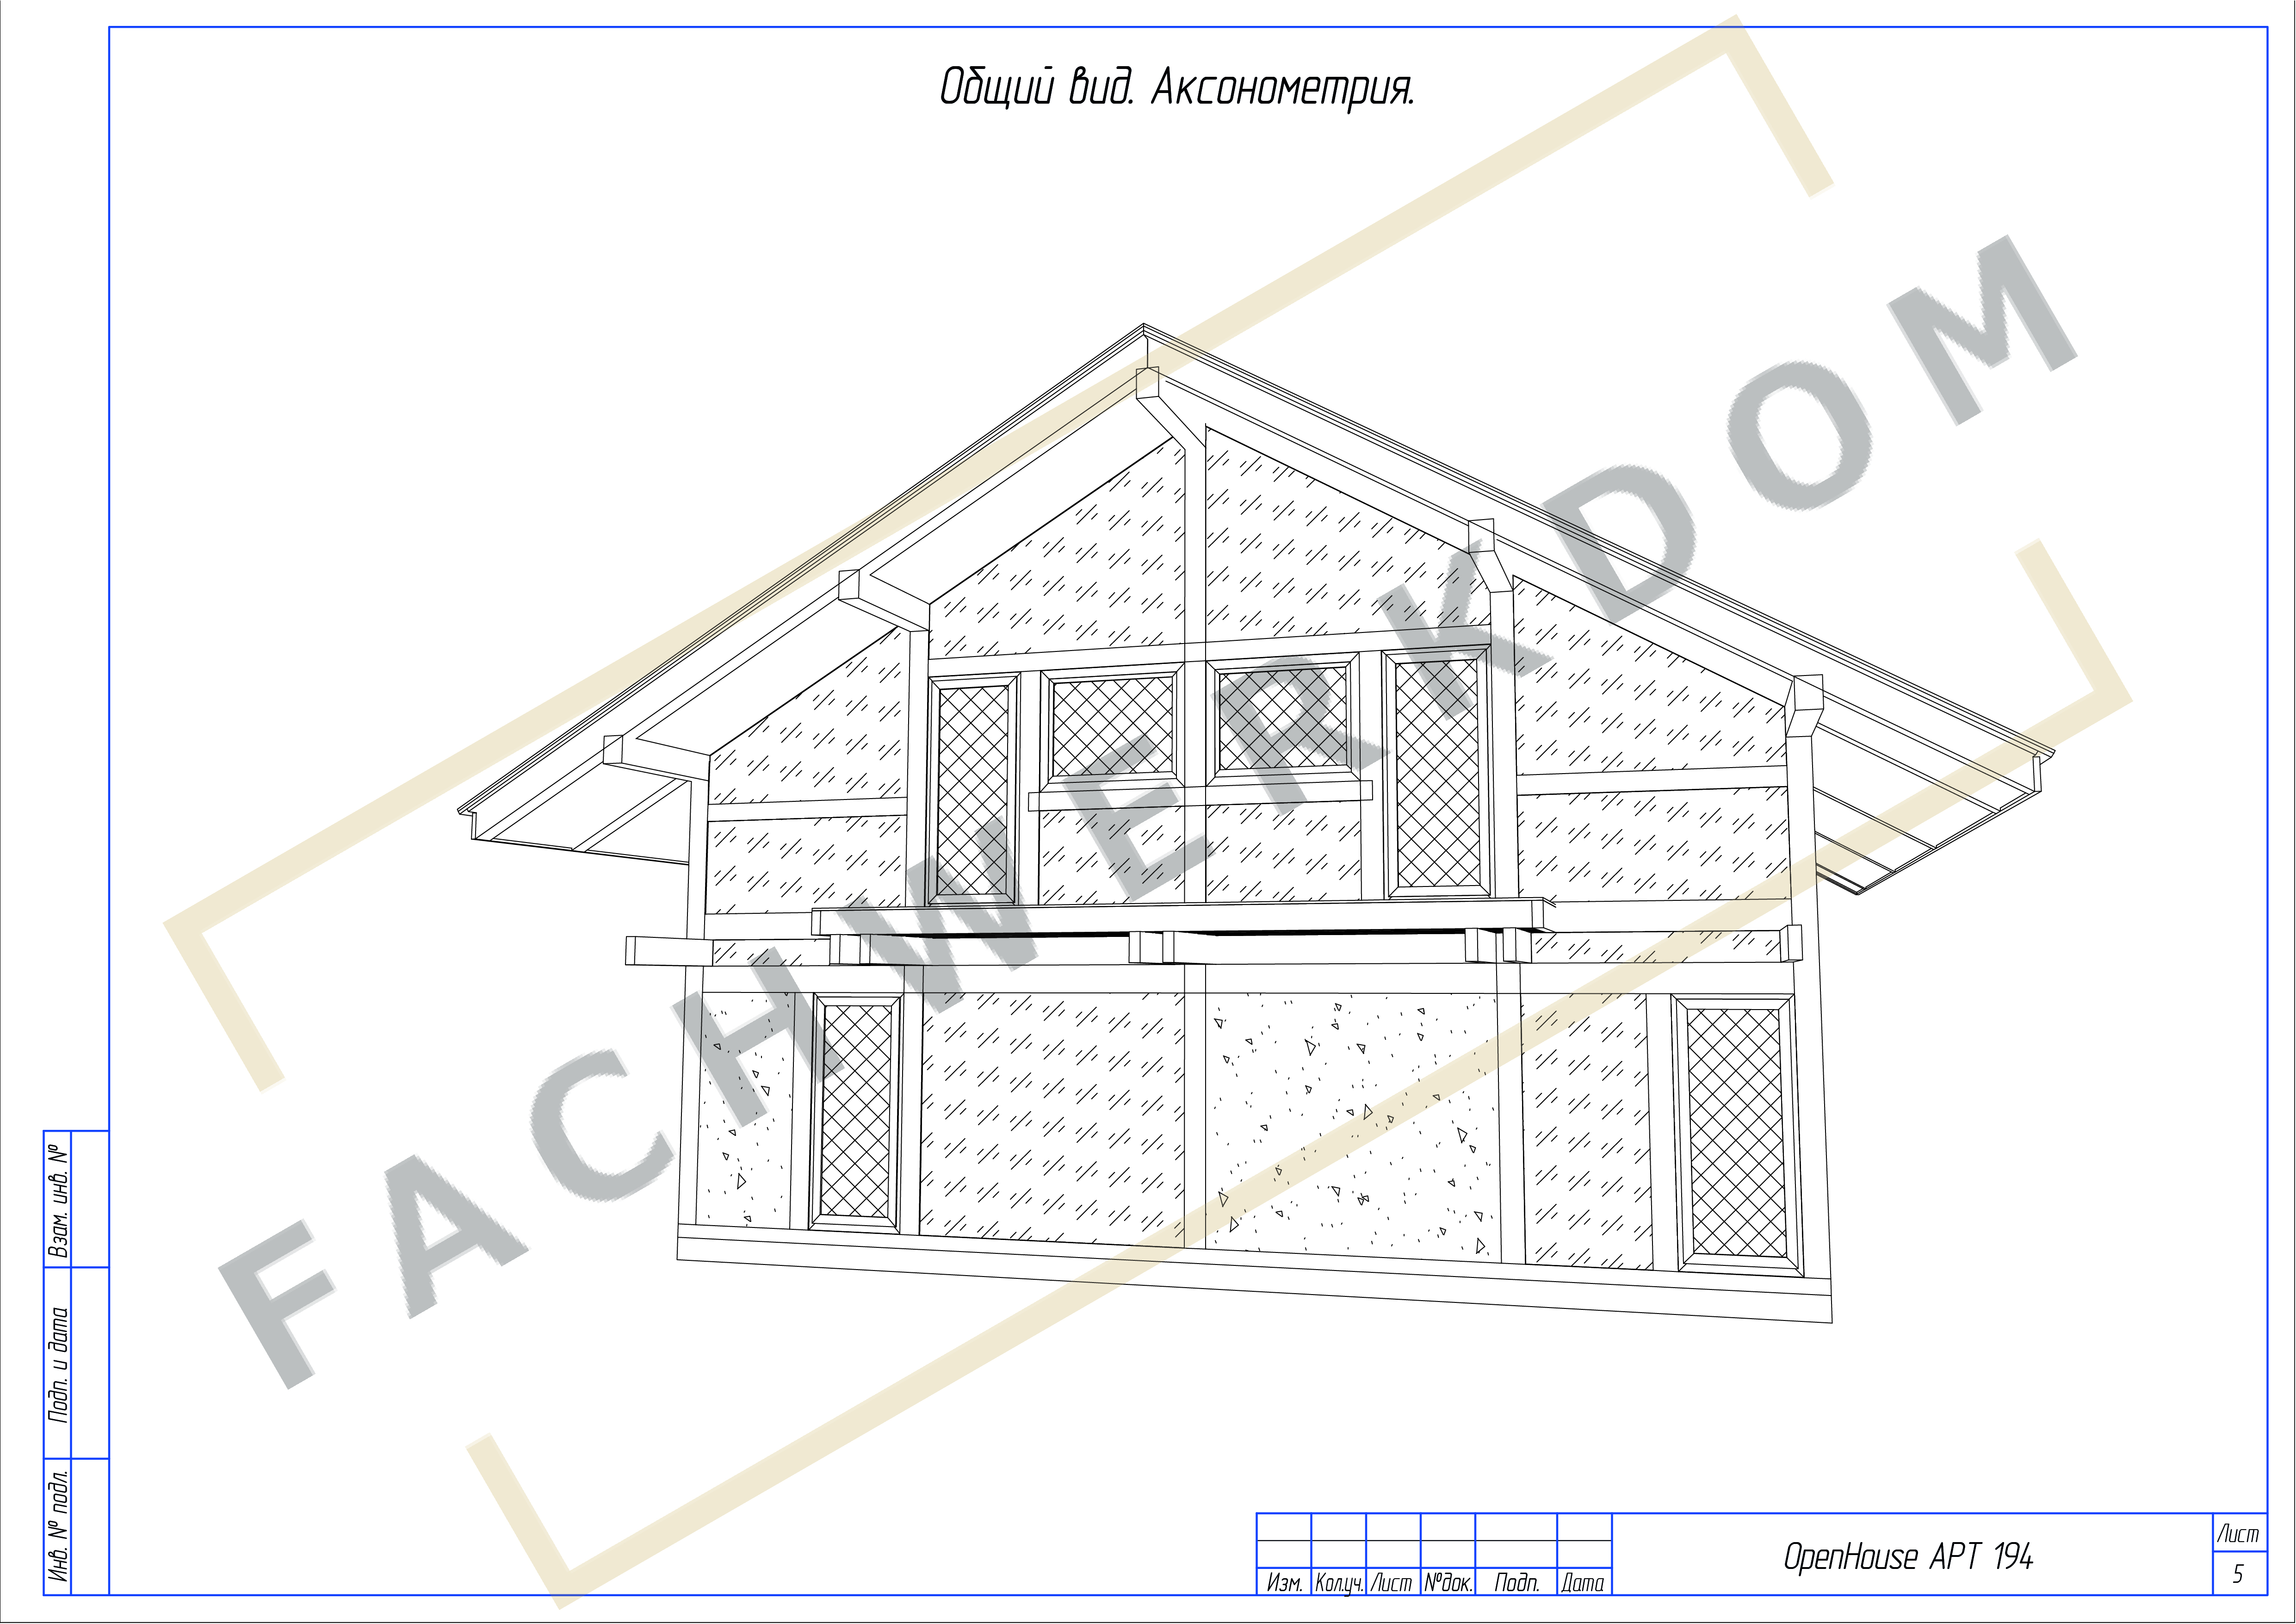 Общий вид. Аксонометрия.
FACHWERKDOM
Взам. инв. №
Подп. и дата
Инв. № подл.
Изм. Кол.уч. Лист №док. Подп. Дата
OpenHouse АРТ 194
Лист
5